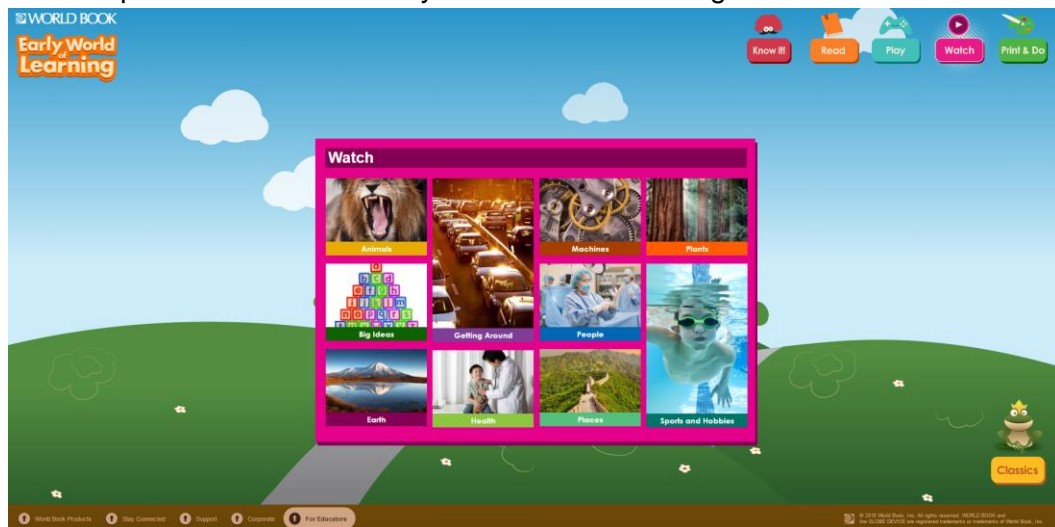 WORLD BOOK
Early World
of
Learning
Know It!
Read
Play
Watch
Print & Do
Watch
Animals
Getting Around
Machines
Plants
Big Ideas
People
Sports and Hobbies
Earth
Health
Places
Classics
World Book Products
Stay Connected
Support
Corporate
For Educators